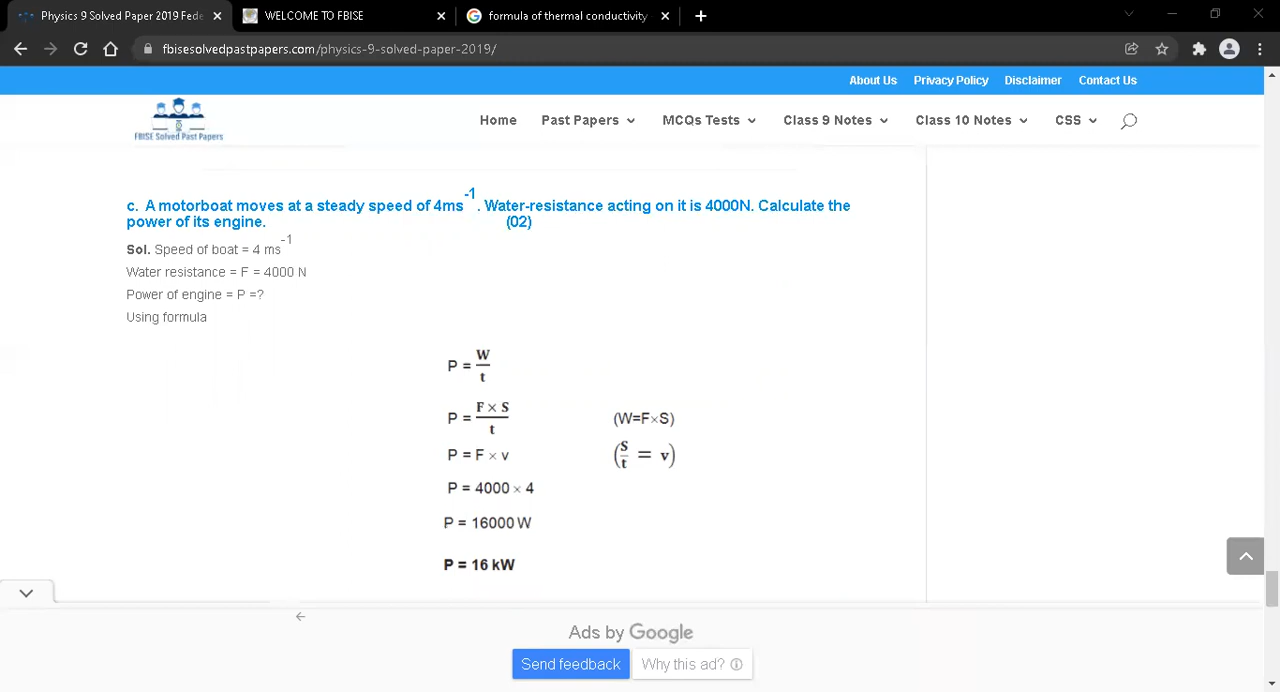 Physics 9 Solved Paper 2019 Fede
WELCOME TO FBISE
formula of thermal conductivity
fbisesolvedpastpapers.com/physics-9-solved-paper-2019/
About Us Privacy Policy Disclaimer Contact Us
FBISE Solved Past Papers
Home Past Papers MCQs Tests Class 9 Notes Class 10 Notes CSS
c. A motorboat moves at a steady speed of 4ms-1. Water-resistance acting on it is 4000N. Calculate the
power of its engine. (02)
Sol. Speed of boat = 4 ms-1
Water resistance = F = 4000 N
Power of engine = P =?
Using formula
P = W/t
P = F × S/t (W=F×S)
P = F × v (S/t = v)
P = 4000 × 4
P = 16000 W
P = 16 kW
Ads by Google
Send feedback Why this ad?